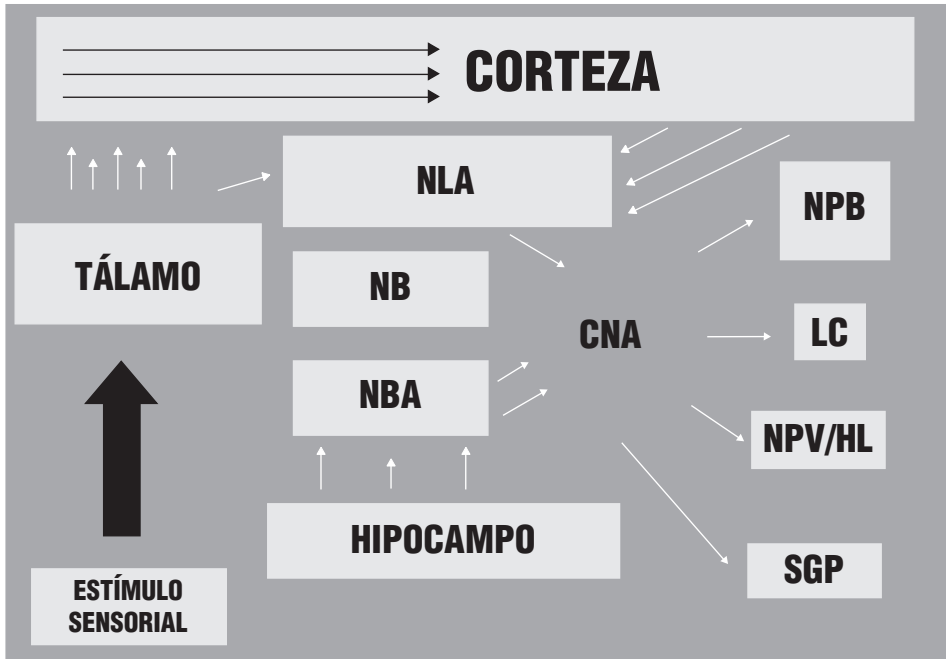 CORTEZA
NLA
NPB
TÁLAMO
NB
CNA
LC
NBA
NPV/HL
HIPOCAMPO
SGP
ESTÍMULO
SENSORIAL